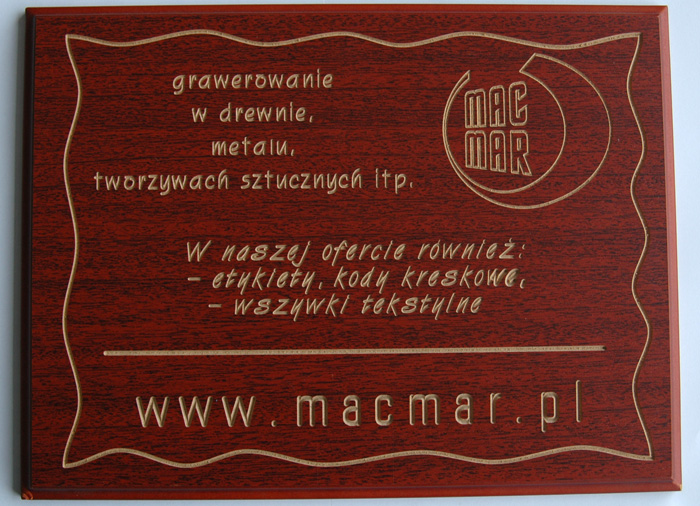 grawerowanie
w drewnie,
metalu,
tworzywach sztucznych itp.
MAC
MAR
W naszej ofercie również:
- etykiety, kody kreskowe,
- wszywki tekstylne
www.macmar.pl